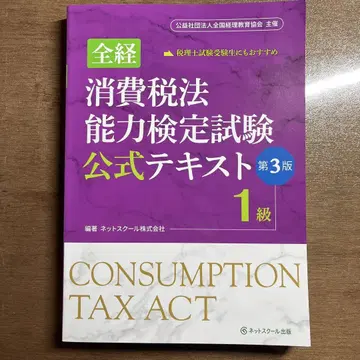 公益社団法人全国経理教育協会 主催
全経
税理士試験受験生にもおすすめ
消費税法
能力検定試験
公式テキスト 第3版
1級
編著 ネットスクール株式会社
CONSUMPTION
TAX ACT
ネットスクール出版